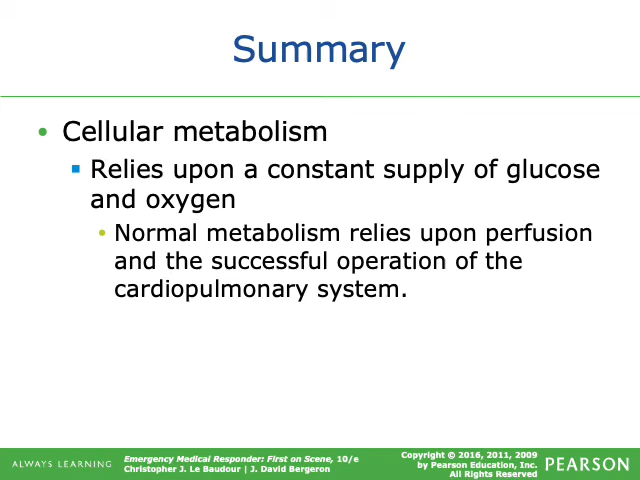 Summary
• Cellular metabolism
▪ Relies upon a constant supply of glucose
and oxygen
• Normal metabolism relies upon perfusion
and the successful operation of the
cardiopulmonary system.
ALWAYS LEARNING
Emergency Medical Responder: First on Scene, 10/e
Christopher J. Le Baudour | J. David Bergeron
Copyright © 2016, 2011, 2009
by Pearson Education, Inc.
All Rights Reserved
PEARSON